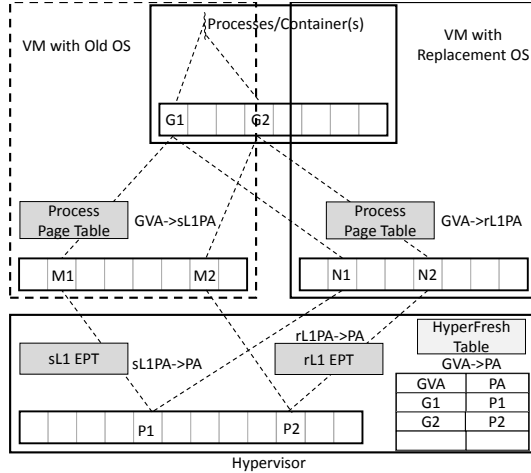 Processes/Container(s)
VM with Old OS
VM with
Replacement OS
G1 G2
Process
Page Table
GVA->sL1PA
Process
Page Table
GVA->rL1PA
M1 M2
N1 N2
rL1PA->PA
HyperFresh
Table
sL1 EPT
sL1PA->PA
rL1 EPT
GVA->PA
GVA PA
G1 P1
G2 P2
P1 P2
Hypervisor